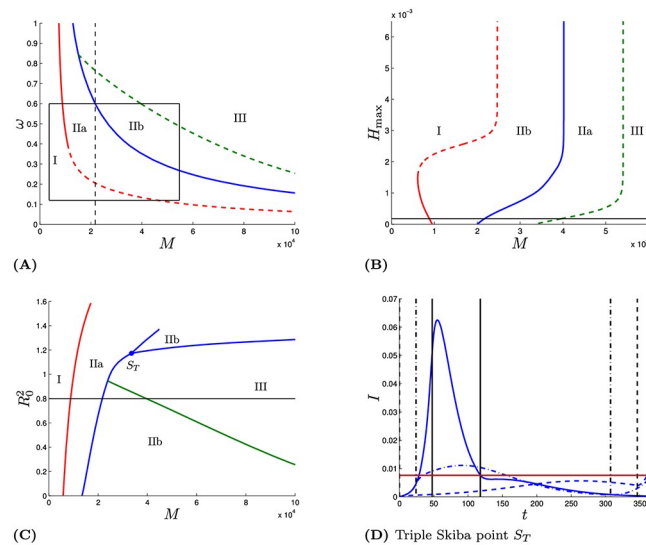 1
0.9
0.8
0.7
0.6
0.5
0.4
0.3
0.2
0.1
0
ω
0 2 4 6 8 10
x 10⁴
M
I
IIa
IIb
III
(A)
x 10⁻³
6
5
4
3
2
1
0
H_max
0 1 2 3 4 5
x 10⁴
M
I
IIb
IIa
III
(B)
1.6
1.4
1.2
1
0.8
0.6
0.4
0.2
0
R₀²
0 2 4 6 8 10
x 10⁴
M
I
IIa
IIb
S_T
III
IIb
(C)
0.07
0.06
0.05
0.04
0.03
0.02
0.01
0
I
0 50 100 150 200 250 300 350
t
(D) Triple Skiba point S_T